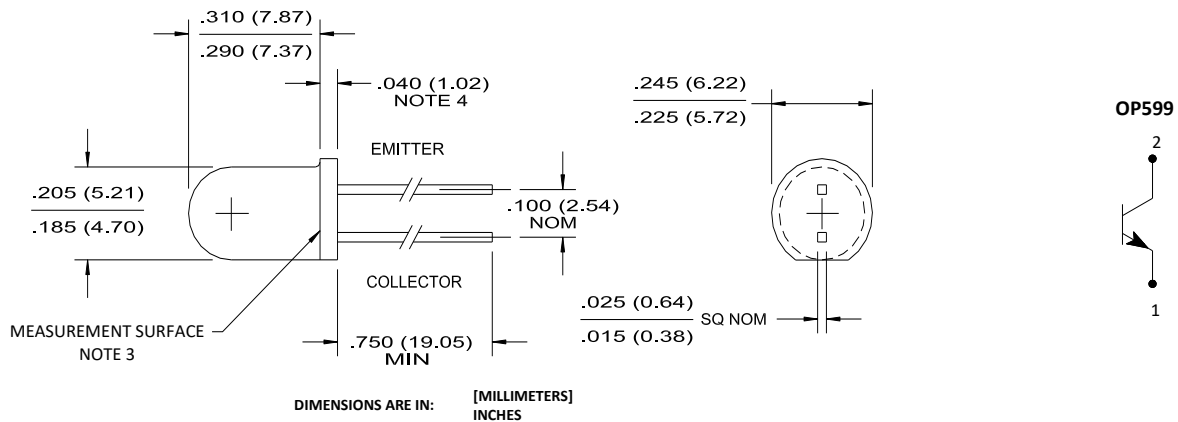 .310 (7.87)
.290 (7.37)
.040 (1.02)
NOTE 4
.245 (6.22)
.225 (5.72)
OP599
2
EMITTER
.205 (5.21)
.185 (4.70)
.100 (2.54)
NOM
COLLECTOR
.025 (0.64)
.015 (0.38)
SQ NOM
1
MEASUREMENT SURFACE
NOTE 3
.750 (19.05)
MIN
DIMENSIONS ARE IN:
[MILLIMETERS]
INCHES